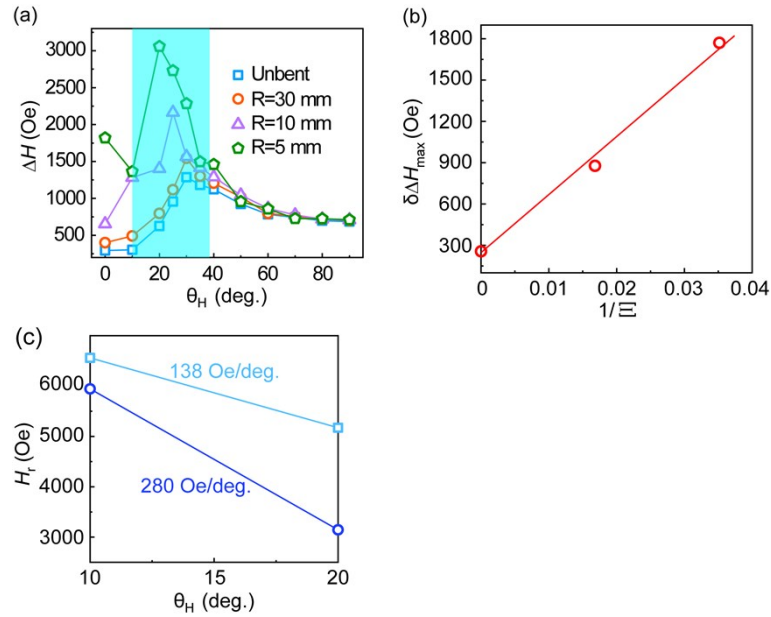 (a)
3000
2500
2000
1500
1000
500
ΔH (Oe)
Unbent
R=30 mm
R=10 mm
R=5 mm
0 20 40 60 80
θH (deg.)
(b)
1800
1500
1200
900
600
300
δΔHmax (Oe)
0 0.01 0.02 0.03 0.04
1/Ξ
(c)
6000
5000
4000
3000
Hr (Oe)
138 Oe/deg.
280 Oe/deg.
10 15 20
θH (deg.)